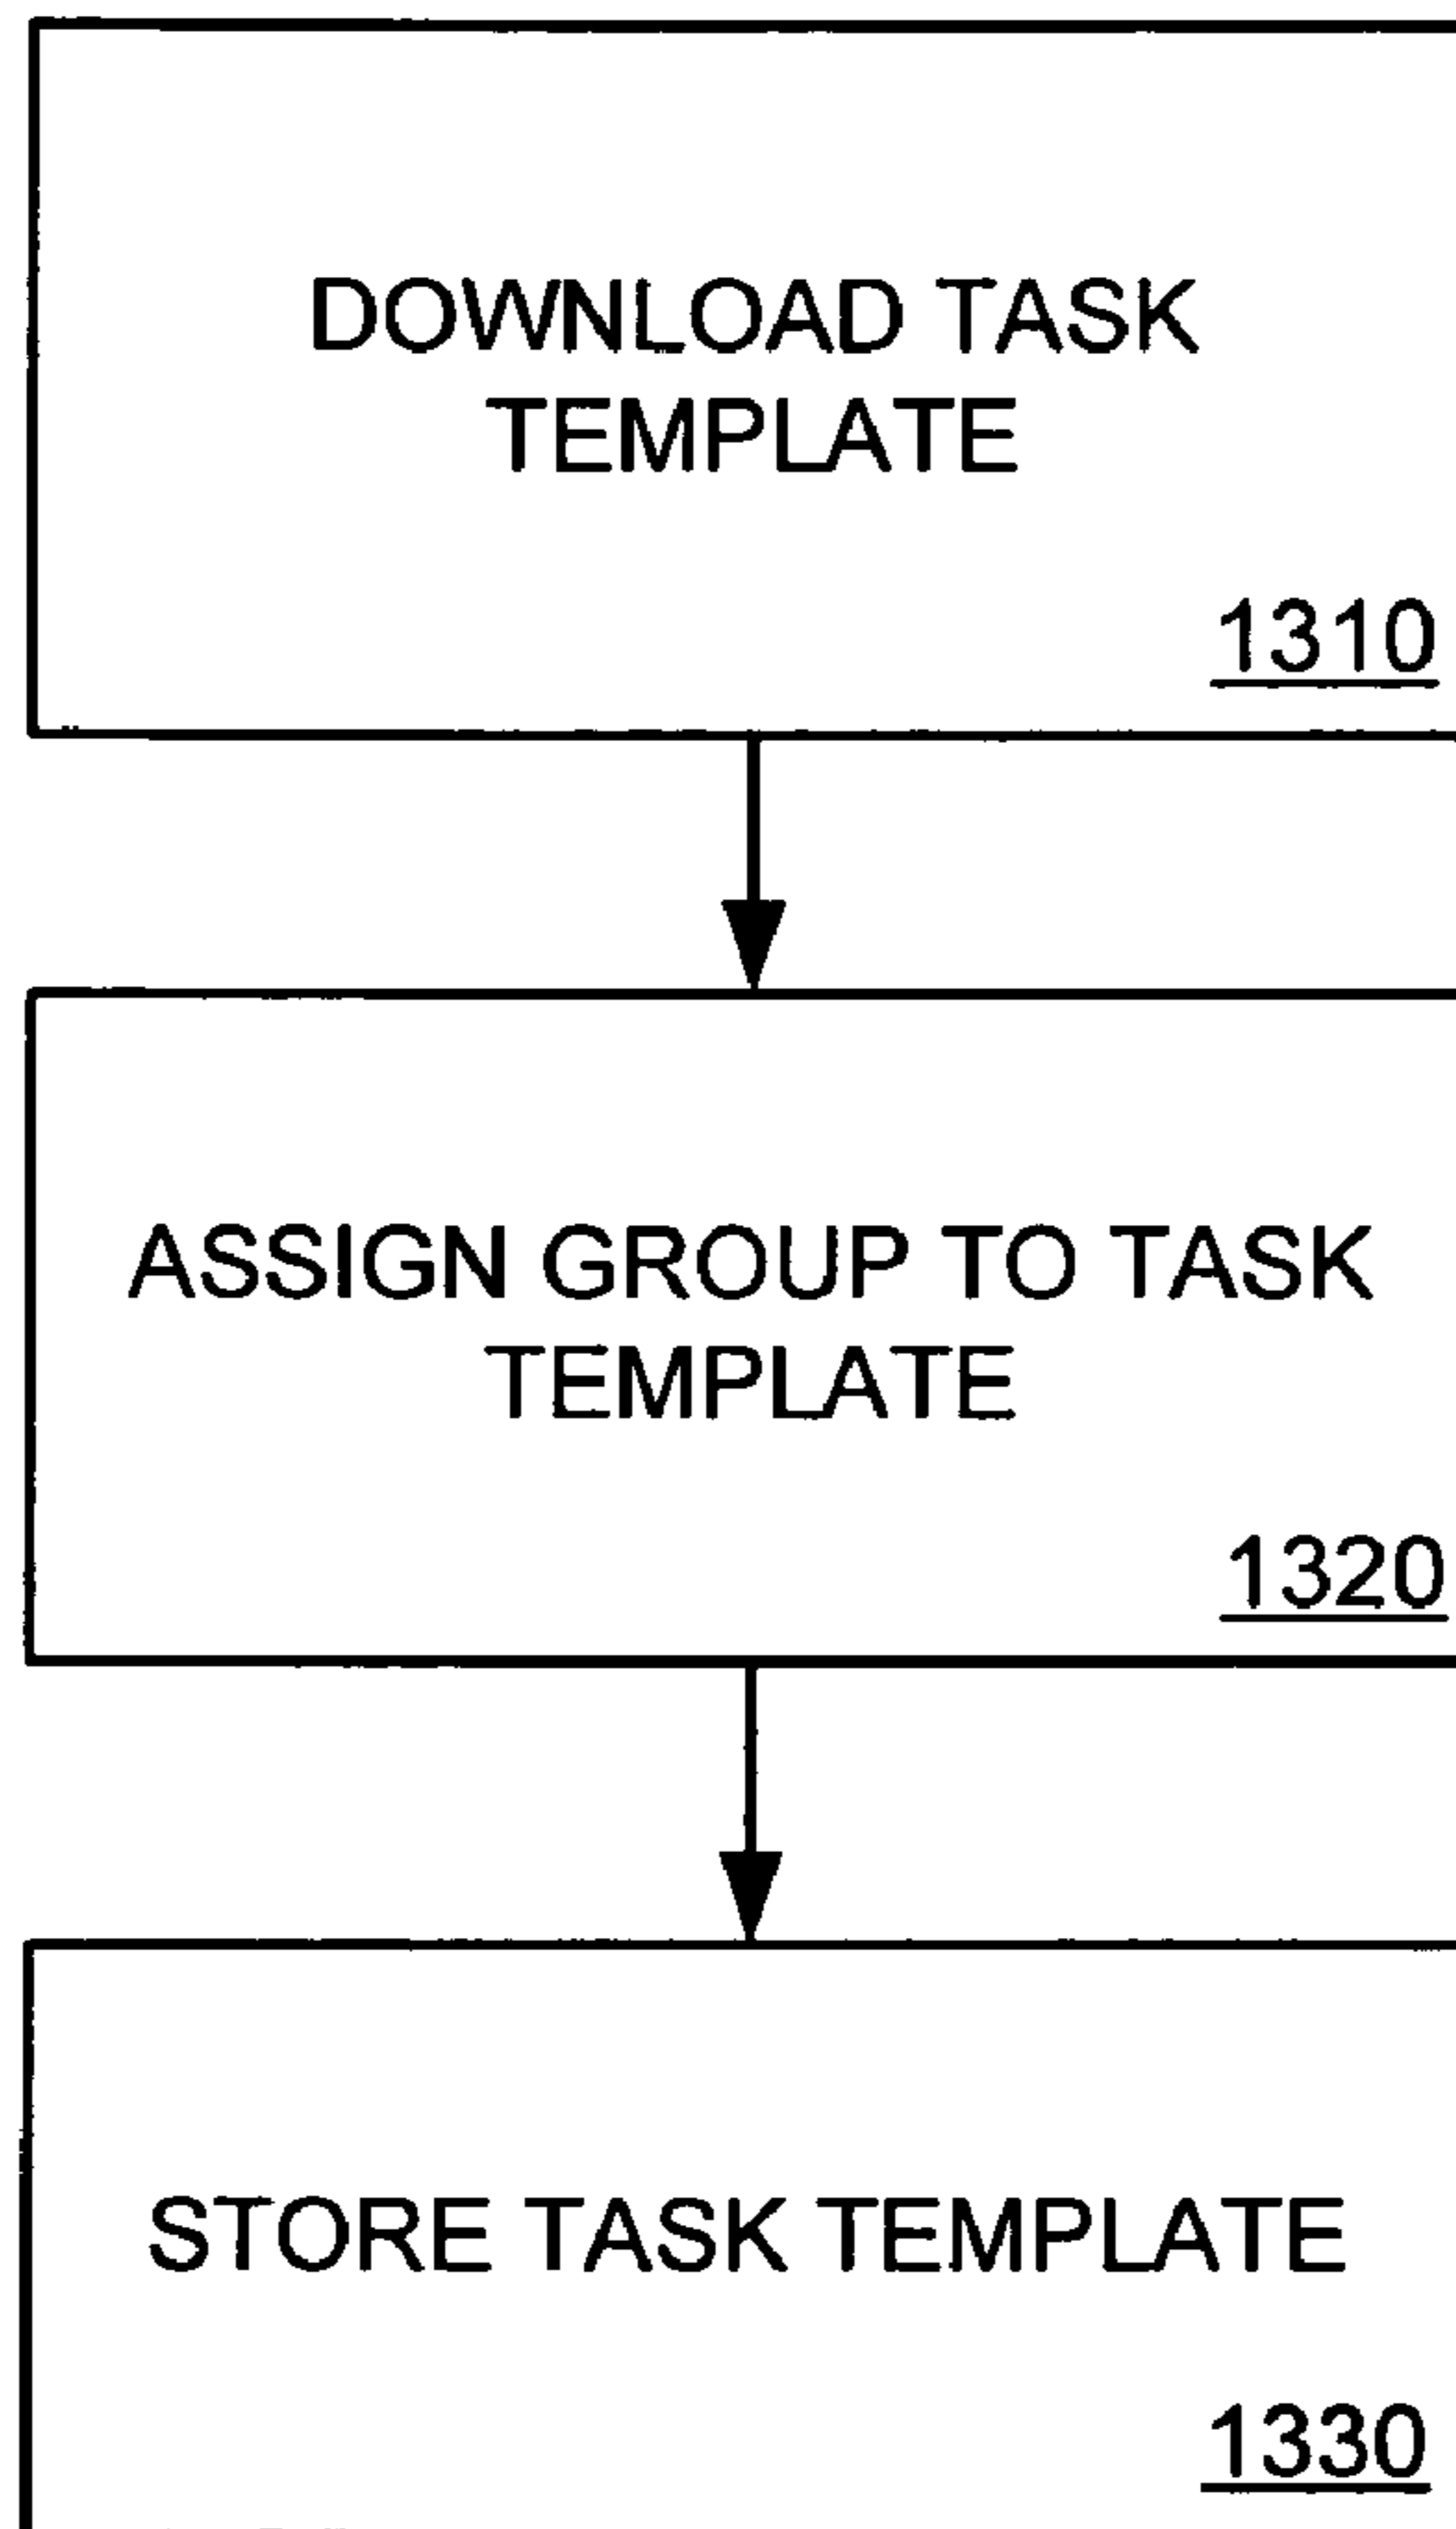 DOWNLOAD TASK
TEMPLATE
1310
ASSIGN GROUP TO TASK
TEMPLATE
1320
STORE TASK TEMPLATE
1330